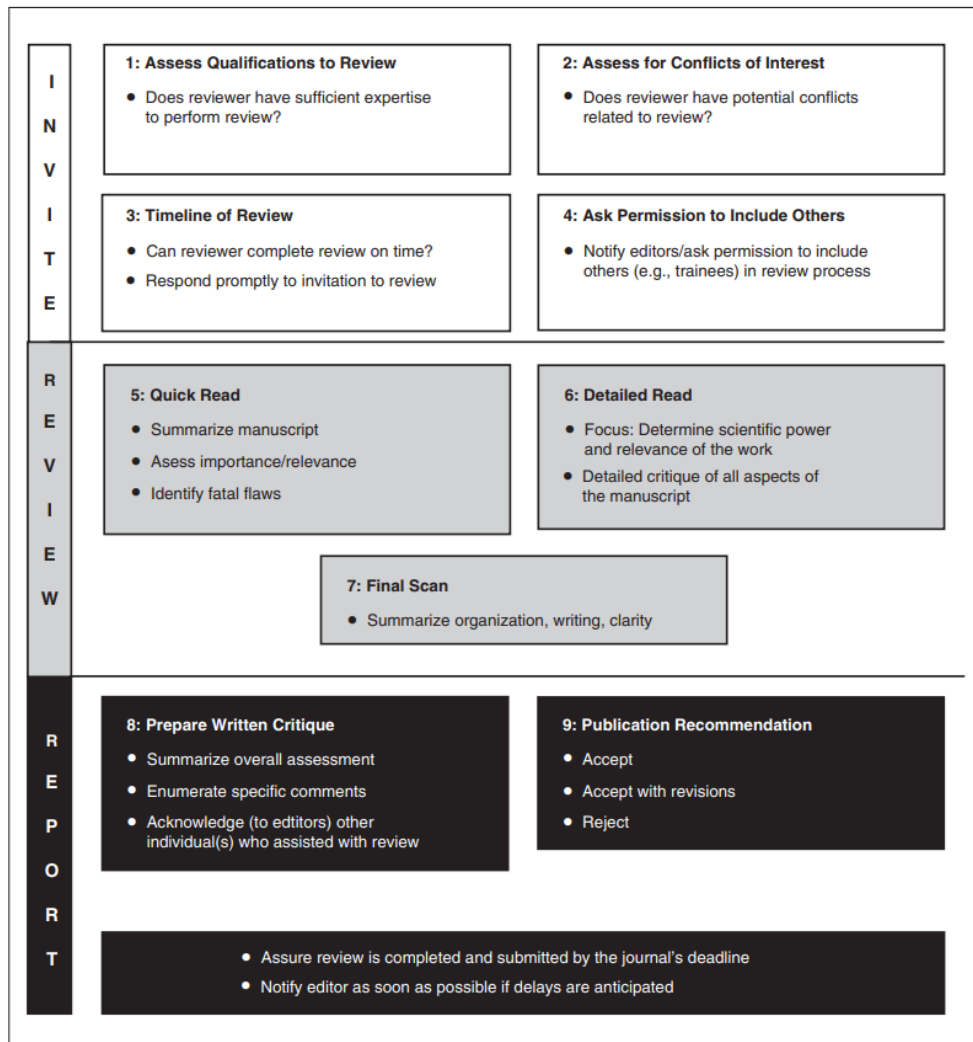 INVITE
1: Assess Qualifications to Review
● Does reviewer have sufficient expertise
to perform review?
2: Assess for Conflicts of Interest
● Does reviewer have potential conflicts
related to review?
3: Timeline of Review
● Can reviewer complete review on time?
● Respond promptly to invitation to review
4: Ask Permission to Include Others
● Notify editors/ask permission to include
others (e.g., trainees) in review process
REVIEW
5: Quick Read
● Summarize manuscript
● Asess importance/relevance
● Identify fatal flaws
6: Detailed Read
● Focus: Determine scientific power
and relevance of the work
● Detailed critique of all aspects of
the manuscript
7: Final Scan
● Summarize organization, writing, clarity
REPORT
8: Prepare Written Critique
● Summarize overall assessment
● Enumerate specific comments
● Acknowledge (to edtitors) other
individual(s) who assisted with review
9: Publication Recommendation
● Accept
● Accept with revisions
● Reject
● Assure review is completed and submitted by the journal's deadline
● Notify editor as soon as possible if delays are anticipated